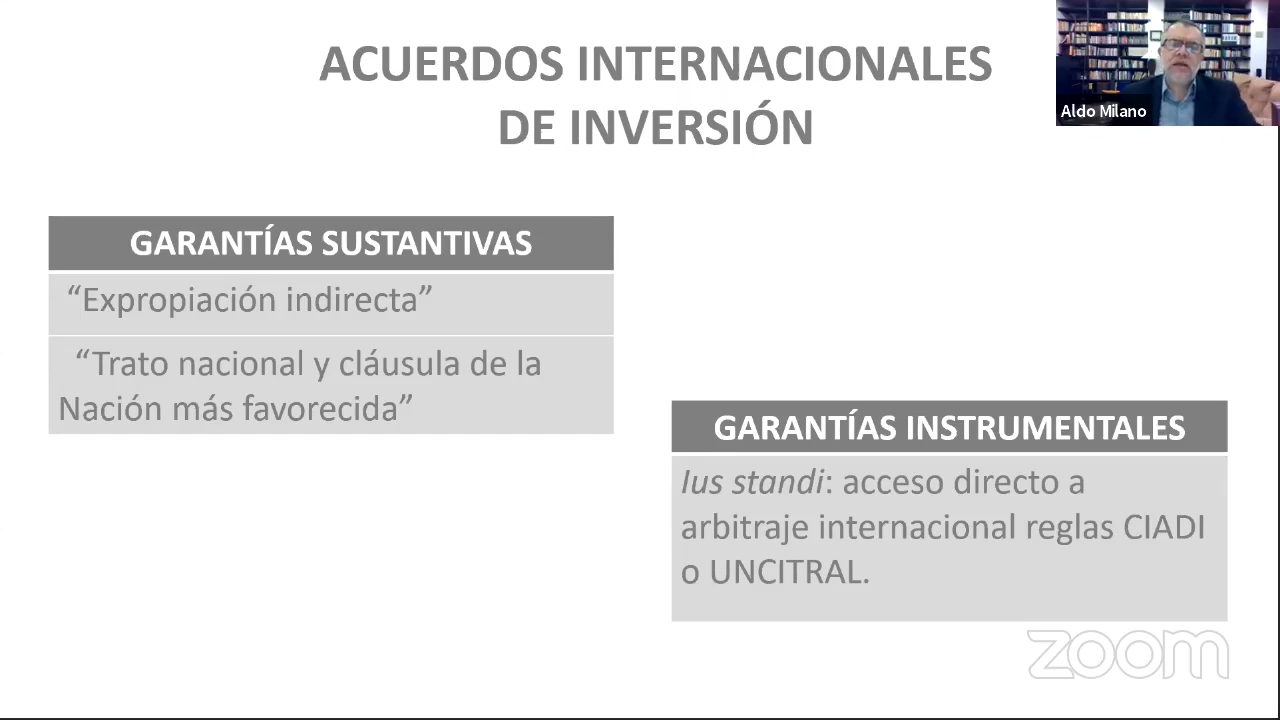 ACUERDOS INTERNACIONALES
DE INVERSIÓN
Aldo Milano
GARANTÍAS SUSTANTIVAS
“Expropiación indirecta”
“Trato nacional y cláusula de la
Nación más favorecida”
GARANTÍAS INSTRUMENTALES
Ius standi: acceso directo a
arbitraje internacional reglas CIADI
o UNCITRAL.
zoom